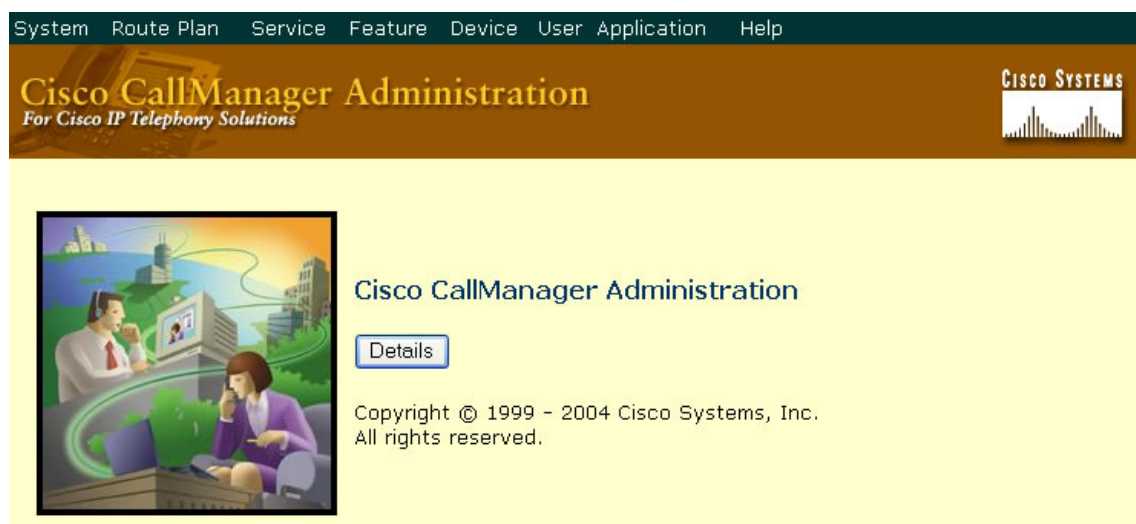 System Route Plan Service Feature Device User Application Help
Cisco CallManager Administration
For Cisco IP Telephony Solutions
CISCO SYSTEMS
Cisco CallManager Administration
Details
Copyright © 1999 - 2004 Cisco Systems, Inc.
All rights reserved.